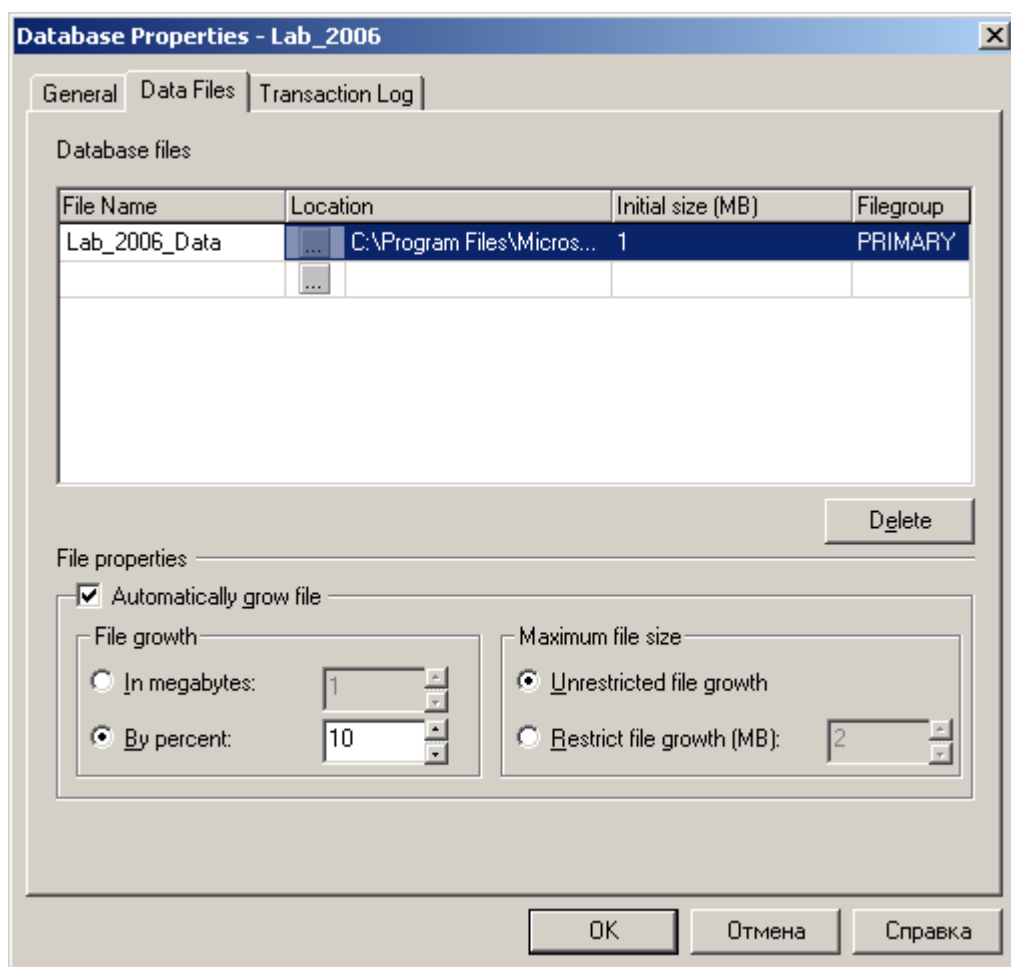 Database Properties - Lab_2006
General Data Files Transaction Log
Database files
File Name Location Initial size (MB) Filegroup
Lab_2006_Data ... C:\Program Files\Micros... 1 PRIMARY
...
Delete
File properties
Automatically grow file
File growth Maximum file size
In megabytes: 1 Unrestricted file growth
By percent: 10 Restrict file growth (MB): 2
OK Отмена Справка